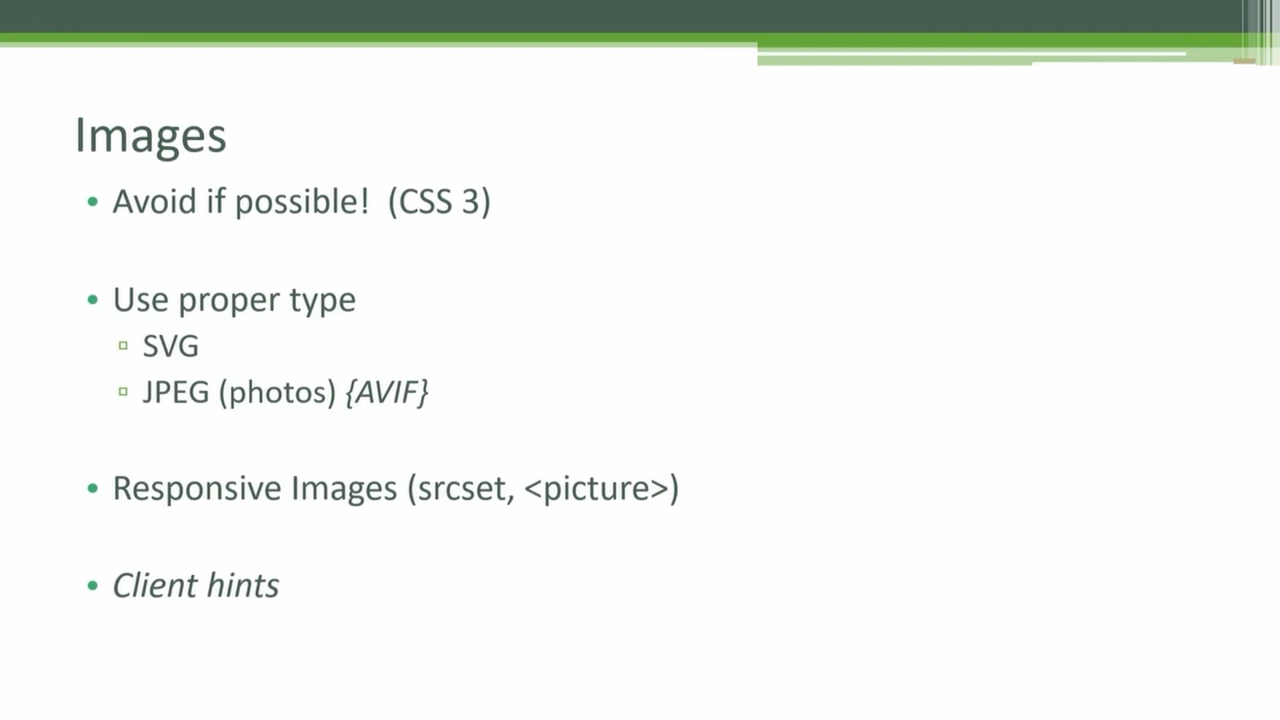 Images
• Avoid if possible!  (CSS 3)
• Use proper type
▫ SVG
▫ JPEG (photos) {AVIF}
• Responsive Images (srcset, <picture>)
• Client hints